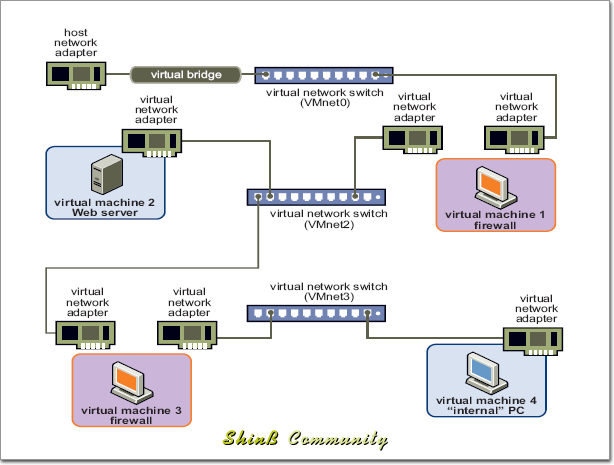 host
network
adapter
virtual bridge
virtual network switch
(VMnet0)
virtual
network
adapter
virtual
network
adapter
virtual
network
adapter
virtual machine 2
Web server
virtual machine 1
firewall
virtual network switch
(VMnet2)
virtual
network
adapter
virtual
network
adapter
virtual network switch
(VMnet3)
virtual
network
adapter
virtual machine 3
firewall
virtual machine 4
“internal” PC
ShinB Community